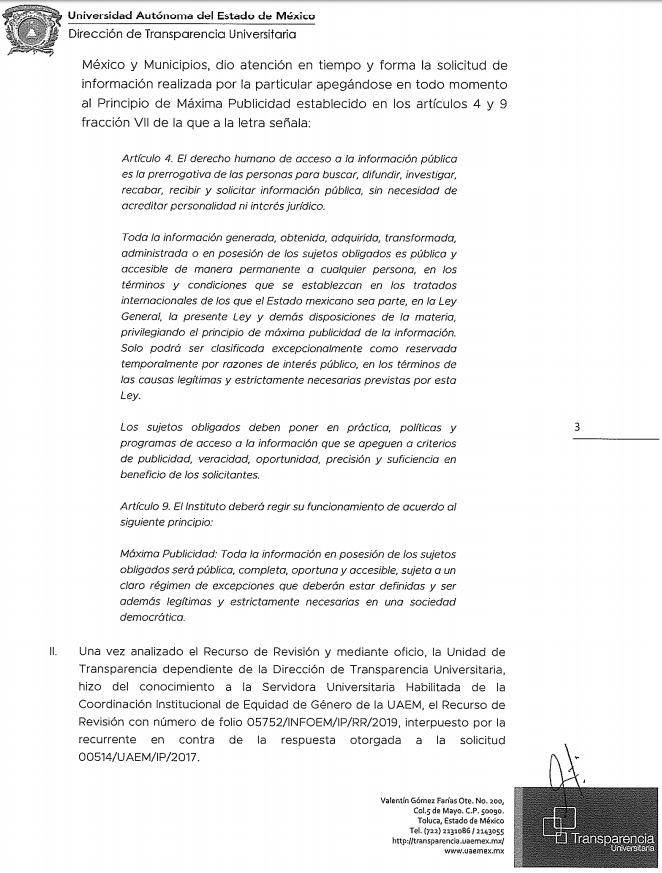 Universidad Autónoma del Estado de México
Dirección de Transparencia Universitaria
México y Municipios, dio atención en tiempo y forma la solicitud de
información realizada por la particular apegándose en todo momento
al Principio de Máxima Publicidad establecido en los artículos 4 y 9
fracción VII de la que a la letra señala:
Artículo 4. El derecho humano de acceso a la información pública
es la prerrogativa de las personas para buscar, difundir, investigar,
recabar, recibir y solicitar información pública, sin necesidad de
acreditar personalidad ni interés jurídico.
Toda la información generada, obtenida, adquirida, transformada,
administrada o en posesión de los sujetos obligados es pública y
accesible de manera permanente a cualquier persona, en los
términos y condiciones que se establezcan en los tratados
internacionales de los que el Estado mexicano sea parte, en la Ley
General, la presente Ley y demás disposiciones de la materia,
privilegiando el principio de máxima publicidad de la información.
Solo podrá ser clasificada excepcionalmente como reservada
temporalmente por razones de interés público, en los términos de
las causas legítimas y estrictamente necesarias previstas por esta
Ley.
Los sujetos obligados deben poner en práctica, políticas y
programas de acceso a la información que se apeguen a criterios
de publicidad, veracidad, oportunidad, precisión y suficiencia en
beneficio de los solicitantes.
3
Artículo 9. El Instituto deberá regir su funcionamiento de acuerdo al
siguiente principio:
Máxima Publicidad: Toda la información en posesión de los sujetos
obligados será pública, completa, oportuna y accesible, sujeta a un
claro régimen de excepciones que deberán estar definidas y ser
además legítimas y estrictamente necesarias en una sociedad
democrática.
II. Una vez analizado el Recurso de Revisión y mediante oficio, la Unidad de
Transparencia dependiente de la Dirección de Transparencia Universitaria,
hizo del conocimiento a la Servidora Universitaria Habilitada de la
Coordinación Institucional de Equidad de Género de la UAEM, el Recurso de
Revisión con número de folio 05752/INFOEM/IP/RR/2019, interpuesto por la
recurrente en contra de la respuesta otorgada a la solicitud
00514/UAEM/IP/2017.
Valentín Gómez Farías Ote. No. 200,
Col.5 de Mayo. C.P. 50090.
Toluca, Estado de México
Tel. (722) 2131086 / 2143055
http://transparencia.uaemex.mx/
www.uaemex.mx
Transparencia
Universitaria